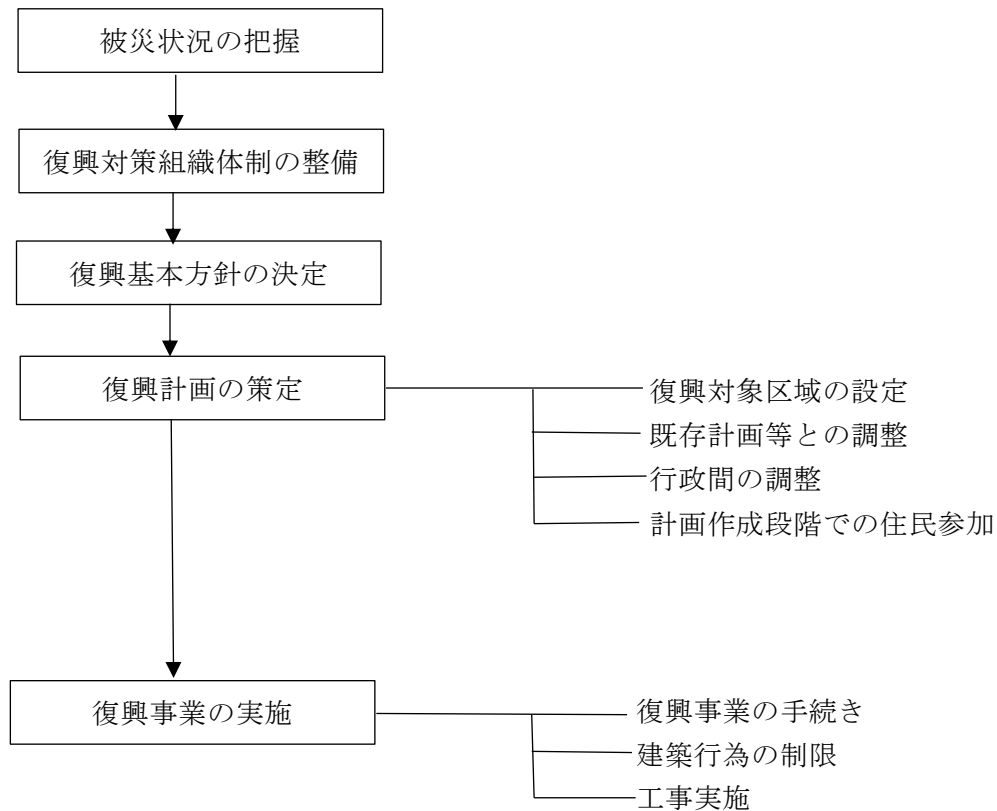 被災状況の把握
復興対策組織体制の整備
復興基本方針の決定
復興計画の策定
復興対象区域の設定
既存計画等との調整
行政間の調整
計画作成段階での住民参加
復興事業の実施
復興事業の手続き
建築行為の制限
工事実施